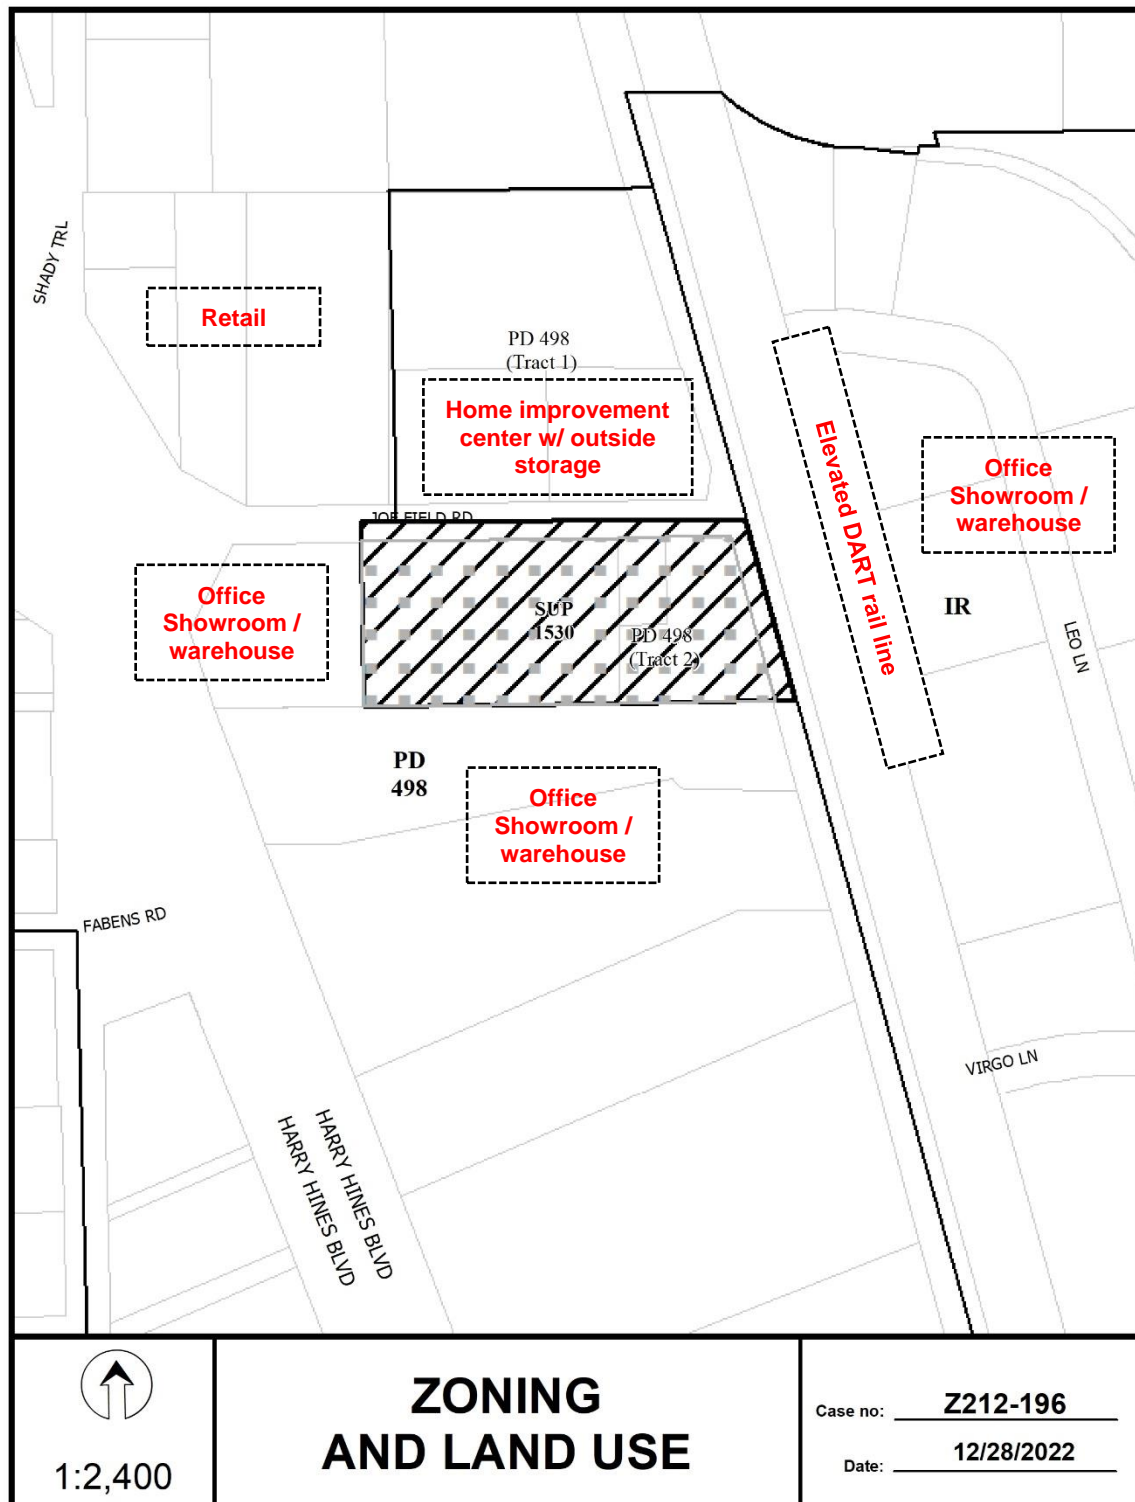 SHADY TRL
Retail
PD 498
(Tract 1)
Home improvement
center w/ outside
storage
Elevated DART rail line
Office
Showroom /
warehouse
JOE FIELD RD
Office
Showroom /
warehouse
SUP
1530
PD 498
(Tract 2)
IR
LEO LN
PD
498
Office
Showroom /
warehouse
FABENS RD
VIRGO LN
HARRY HINES BLVD
HARRY HINES BLVD
1:2,400
ZONING
AND LAND USE
Case no: Z212-196
Date: 12/28/2022